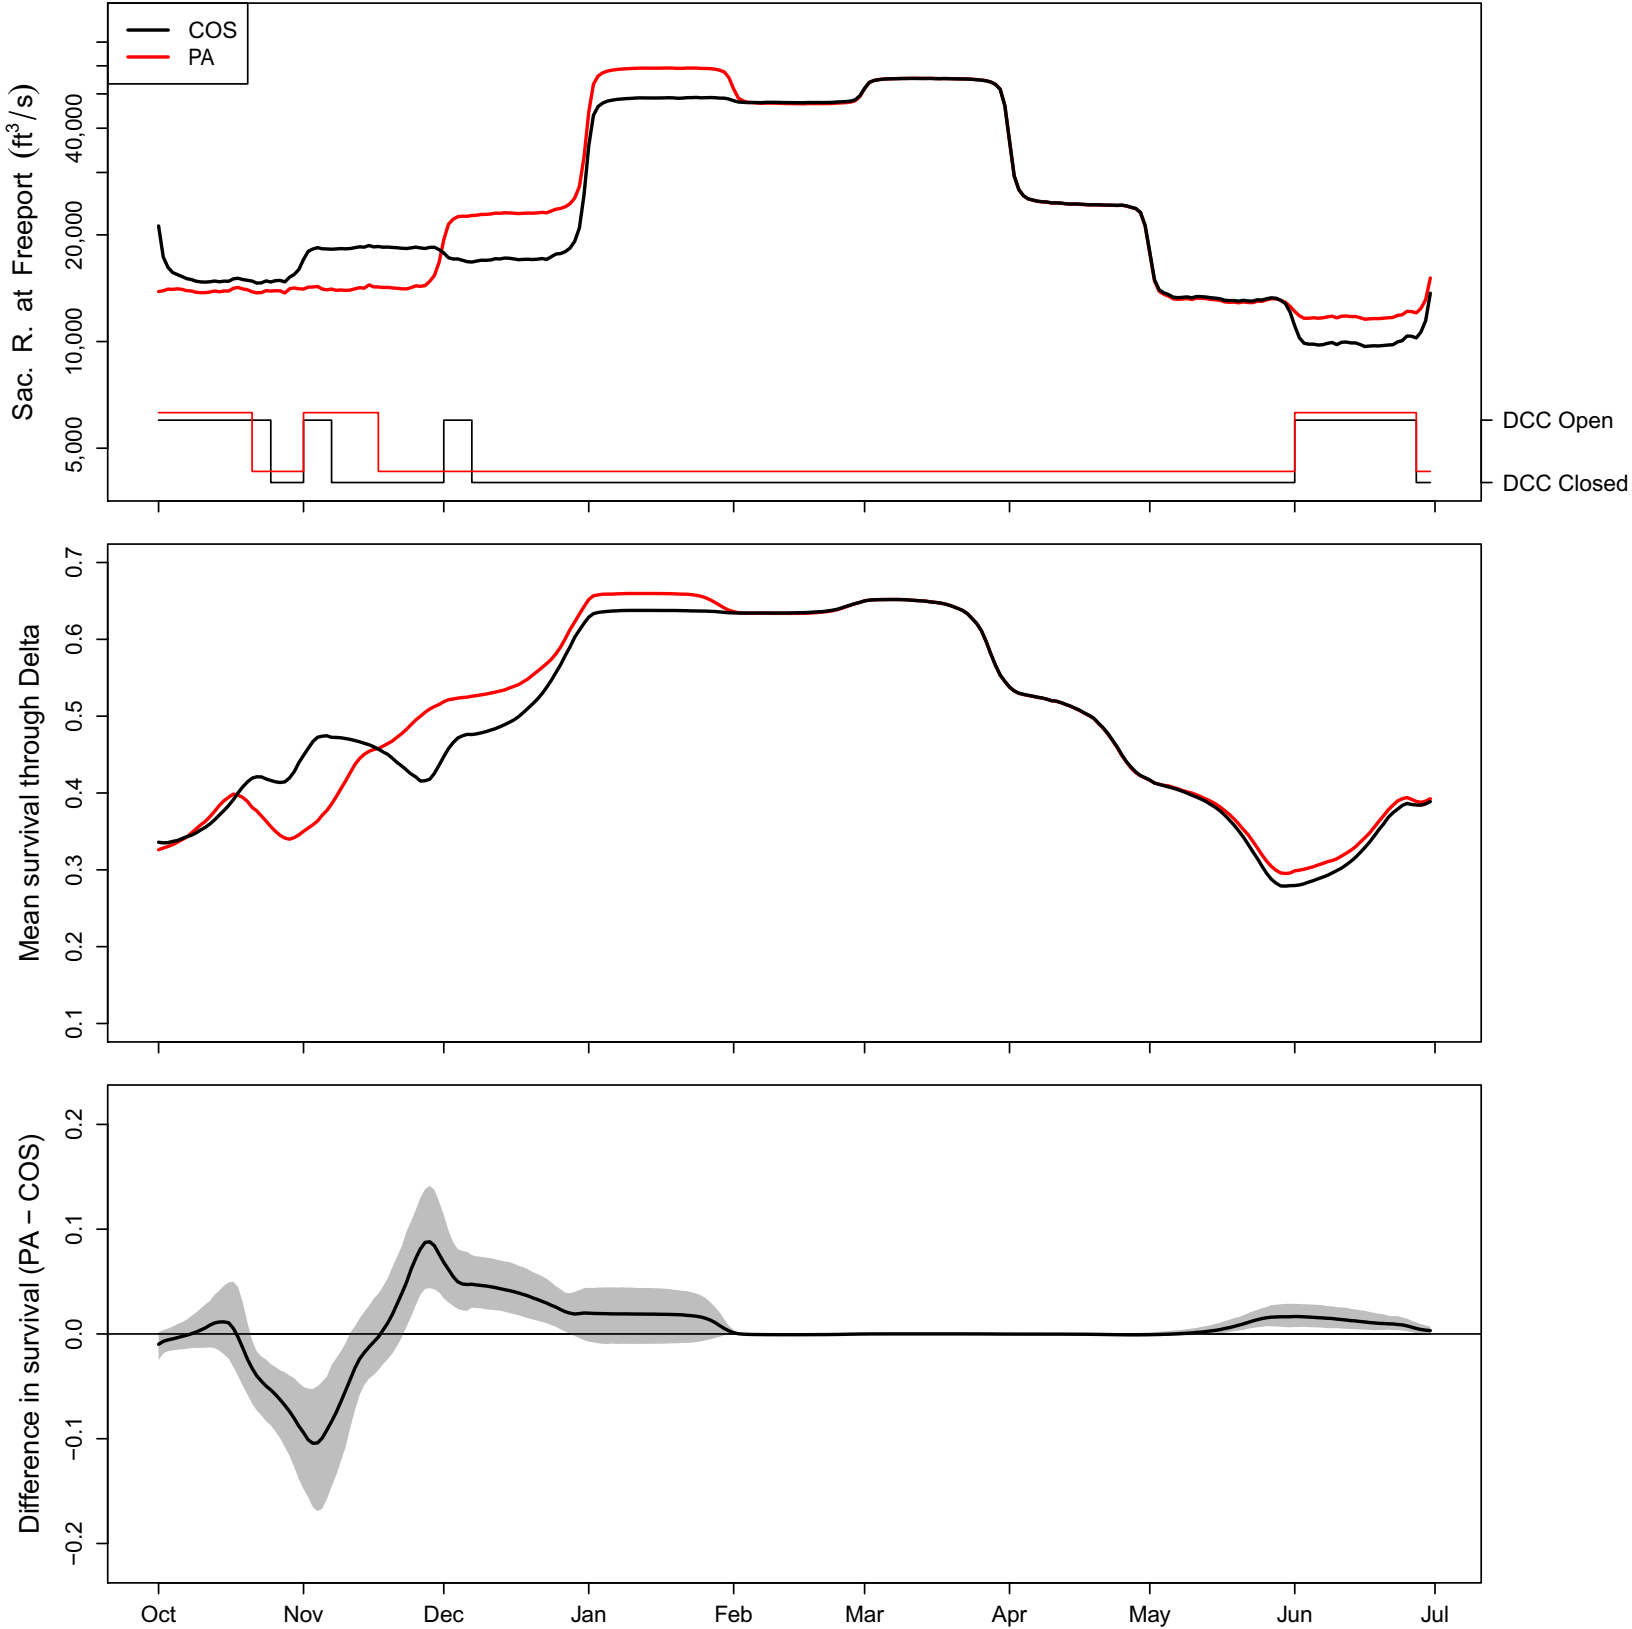 COS
PA
Sac. R. at Freeport (ft³/s)
40,000
20,000
10,000
5,000
DCC Open
DCC Closed
Mean survival through Delta
0.7
0.6
0.5
0.4
0.3
0.2
0.1
Difference in survival (PA − COS)
0.2
0.1
0.0
−0.1
−0.2
Oct Nov Dec Jan Feb Mar Apr May Jun Jul